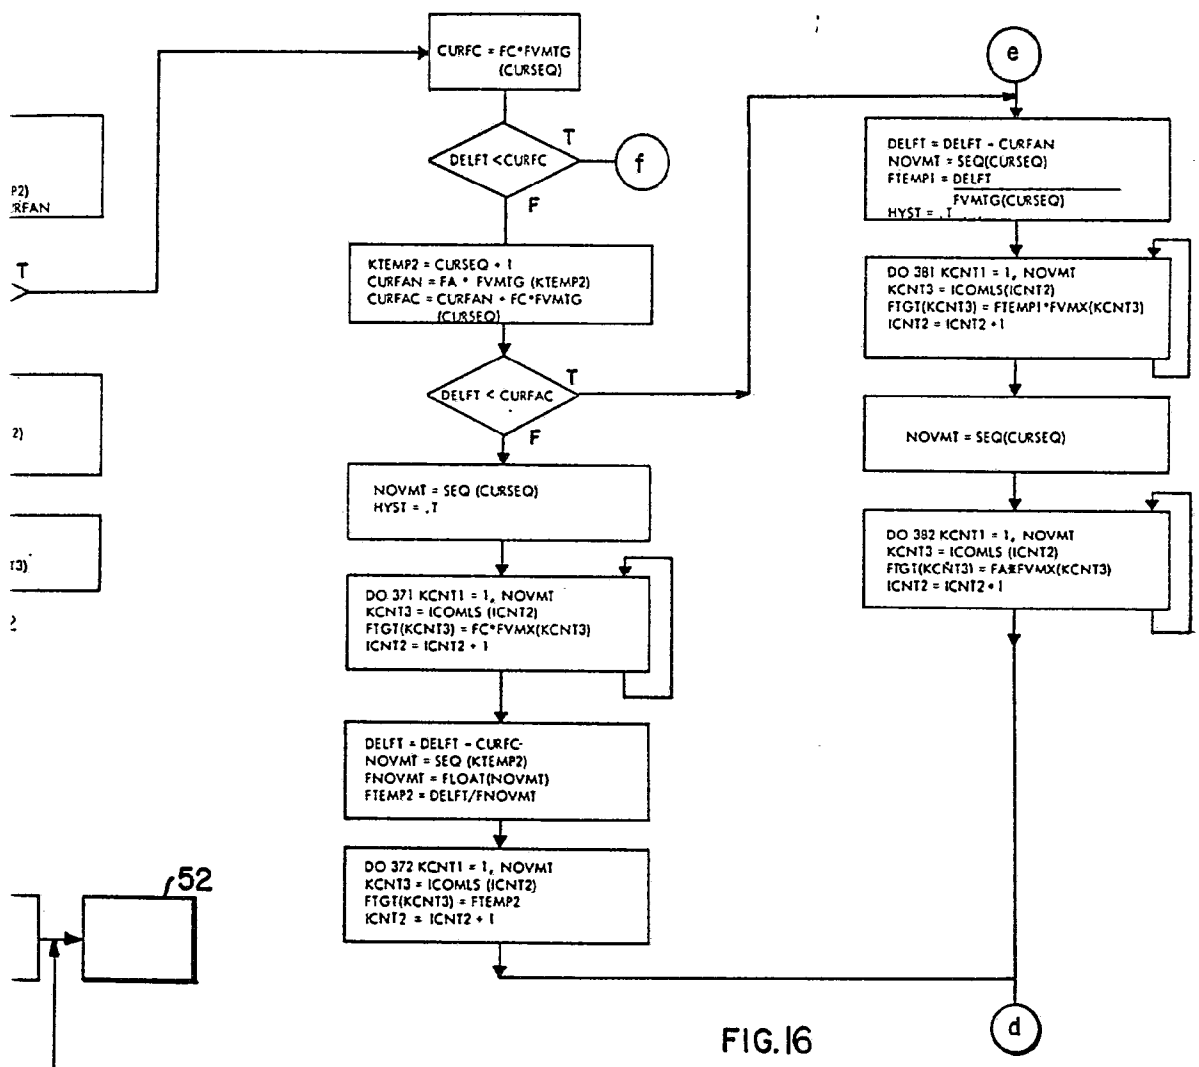 CURFC = FC*FVMTG
(CURSEQ)
DELFT <CURFC
T
f
F
KTEMP2 = CURSEQ + 1
CURFAN = FA * FVMTG (KTEMP2)
CURFAC = CURFAN + FC*FVMTG
(CURSEQ)
DELFT < CURFAC
T
F
NOVMT = SEQ (CURSEQ)
HYST = .T
DO 371 KCNT1 = 1, NOVMT
KCNT3 = ICOMLS (ICNT2)
FTGT(KCNT3) = FC*FVMX(KCNT3)
ICNT2 = ICNT2 + 1
DELFT = DELFT - CURFC
NOVMT = SEQ (KTEMP2)
FNOVMT = FLOAT(NOVMT)
FTEMP2 = DELFT/FNOVMT
DO 372 KCNT1 = 1, NOVMT
KCNT3 = ICOMLS (ICNT2)
FTGT(KCNT3) = FTEMP2
ICNT2 = ICNT2 + 1
e
DELFT = DELFT - CURFAN
NOVMT = SEQ(CURSEQ)
FTEMP1 = DELFT
FVMTG(CURSEQ)
HYST = .T
DO 381 KCNT1 = 1, NOVMT
KCNT3 = ICOMLS(ICNT2)
FTGT(KCNT3) = FTEMP1*FVMX(KCNT3)
ICNT2 = ICNT2 + 1
NOVMT = SEQ(CURSEQ)
DO 382 KCNT1 = 1, NOVMT
KCNT3 = ICOMLS (ICNT2)
FTGT(KCNT3) = FA*FVMX(KCNT3)
ICNT2 = ICNT2 + 1
d
P2)
RFAN
T
2)
T3)
2
52
FIG.16